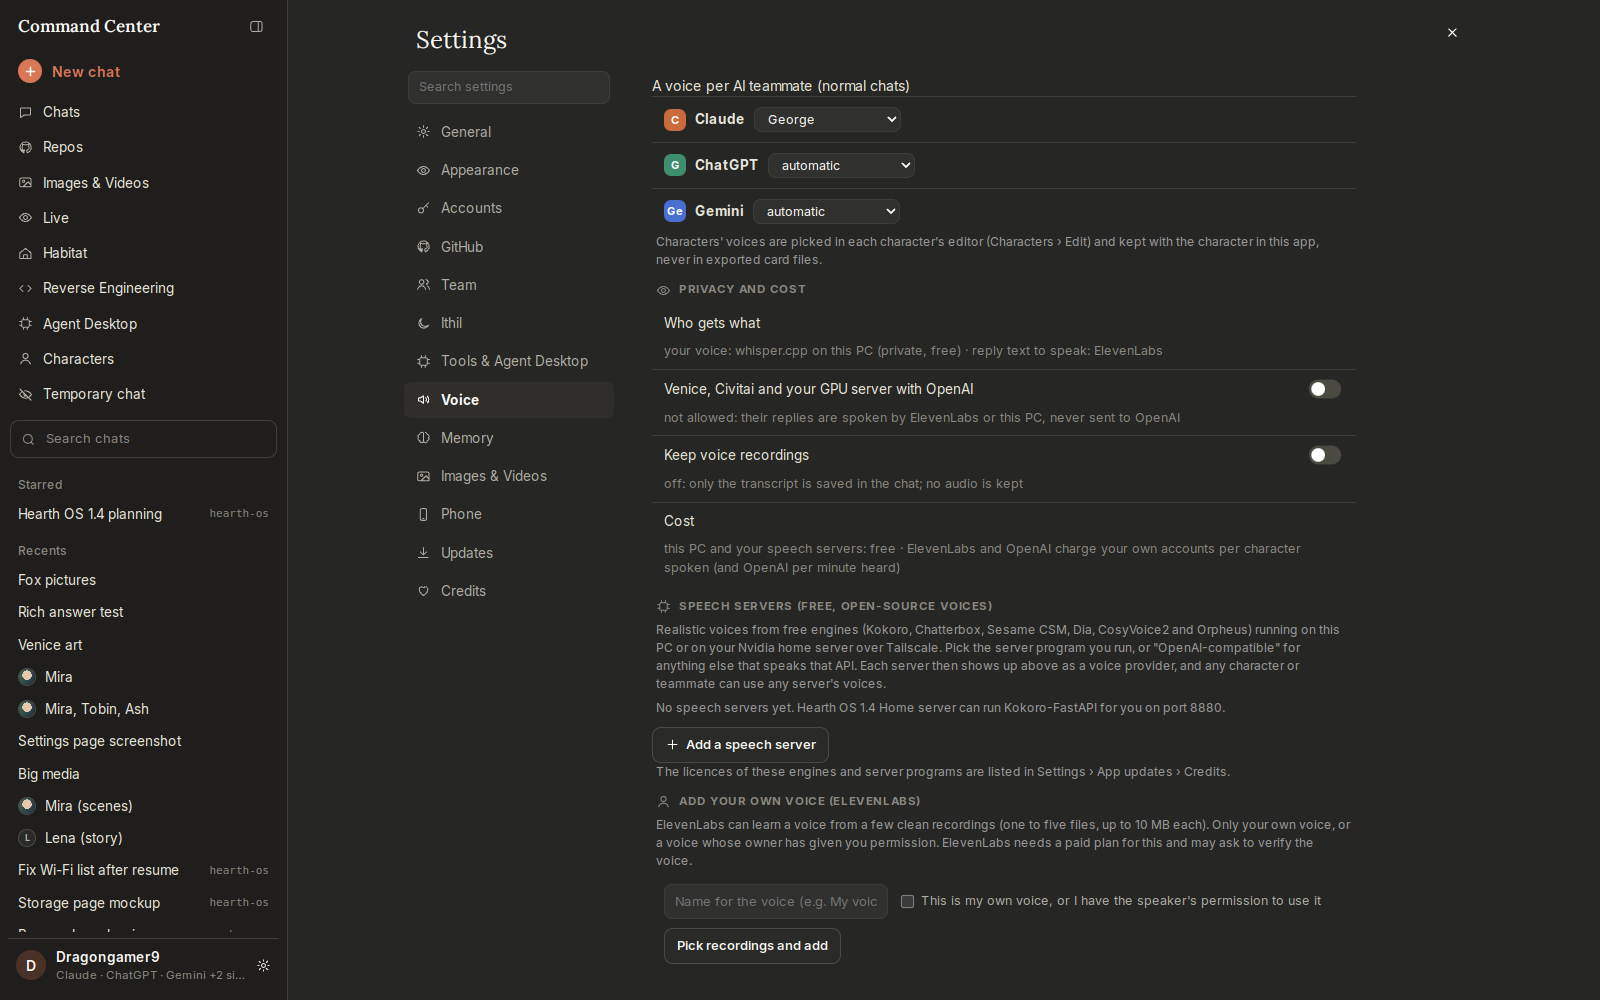 Command Center
New chat
Chats
Repos
Images & Videos
Live
Habitat
Reverse Engineering
Agent Desktop
Characters
Temporary chat
Search chats
Starred
Hearth OS 1.4 planning hearth-os
Recents
Fox pictures
Rich answer test
Venice art
Mira
Mira, Tobin, Ash
Settings page screenshot
Big media
Mira (scenes)
L Lena (story)
Fix Wi-Fi list after resume hearth-os
Storage page mockup hearth-os
D Dragongamer9
Claude · ChatGPT · Gemini +2 si...
Settings
Search settings
General
Appearance
Accounts
GitHub
Team
Ithil
Tools & Agent Desktop
Voice
Memory
Images & Videos
Phone
Updates
Credits
A voice per AI teammate (normal chats)
C Claude George
G ChatGPT automatic
Ge Gemini automatic
Characters' voices are picked in each character's editor (Characters › Edit) and kept with the character in this app,
never in exported card files.
PRIVACY AND COST
Who gets what
your voice: whisper.cpp on this PC (private, free) · reply text to speak: ElevenLabs
Venice, Civitai and your GPU server with OpenAI
not allowed: their replies are spoken by ElevenLabs or this PC, never sent to OpenAI
Keep voice recordings
off: only the transcript is saved in the chat; no audio is kept
Cost
this PC and your speech servers: free · ElevenLabs and OpenAI charge your own accounts per character
spoken (and OpenAI per minute heard)
SPEECH SERVERS (FREE, OPEN-SOURCE VOICES)
Realistic voices from free engines (Kokoro, Chatterbox, Sesame CSM, Dia, CosyVoice2 and Orpheus) running on this
PC or on your Nvidia home server over Tailscale. Pick the server program you run, or "OpenAI-compatible" for
anything else that speaks that API. Each server then shows up above as a voice provider, and any character or
teammate can use any server's voices.
No speech servers yet. Hearth OS 1.4 Home server can run Kokoro-FastAPI for you on port 8880.
Add a speech server
The licences of these engines and server programs are listed in Settings › App updates › Credits.
ADD YOUR OWN VOICE (ELEVENLABS)
ElevenLabs can learn a voice from a few clean recordings (one to five files, up to 10 MB each). Only your own voice, or
a voice whose owner has given you permission. ElevenLabs needs a paid plan for this and may ask to verify the
voice.
Name for the voice (e.g. My voic
This is my own voice, or I have the speaker's permission to use it
Pick recordings and add